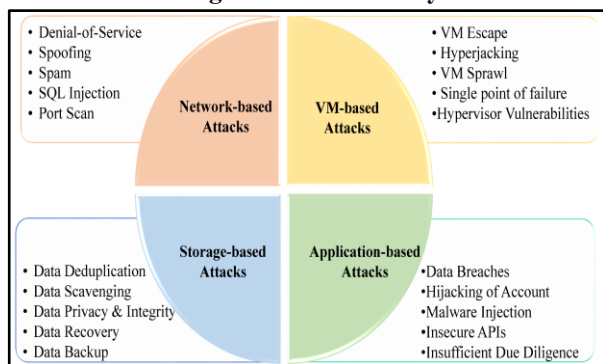 • Denial-of-Service
• Spoofing
• Spam
• SQL Injection
• Port Scan
Network-based
Attacks
VM-based
Attacks
• VM Escape
• Hyperjacking
• VM Sprawl
• Single point of failure
•Hypervisor Vulnerabilities
• Data Deduplication
• Data Scavenging
• Data Privacy & Integrity
• Data Recovery
• Data Backup
Storage-based
Attacks
Application-based
Attacks
•Data Breaches
•Hijacking of Account
•Malware Injection
•Insecure APIs
•Insufficient Due Diligence